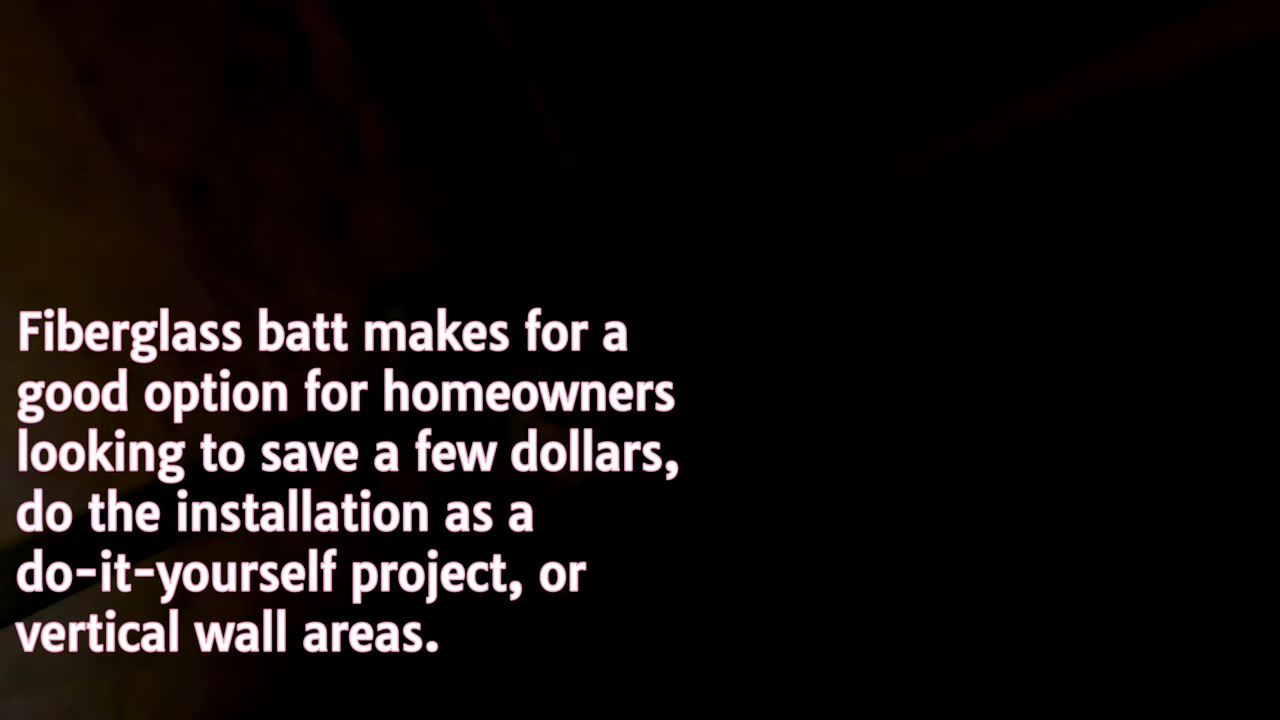 Fiberglass batt makes for a
good option for homeowners
looking to save a few dollars,
do the installation as a
do-it-yourself project, or
vertical wall areas.